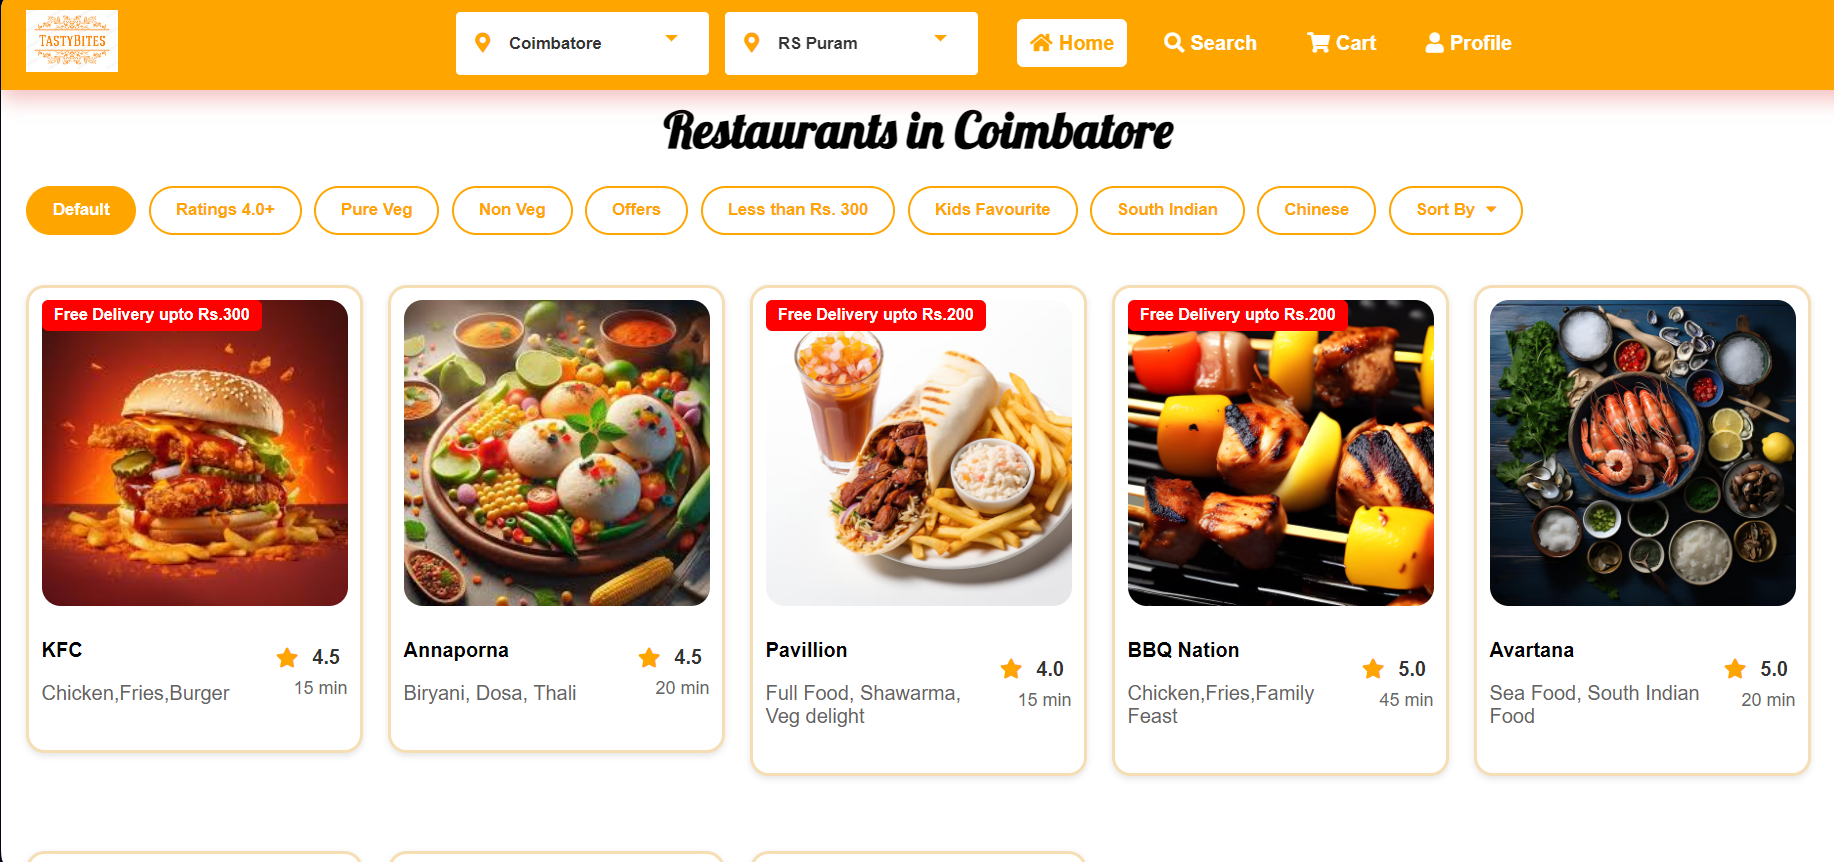 TASTYBITES
Coimbatore
RS Puram
Home
Search
Cart
Profile
Restaurants in Coimbatore
Default
Ratings 4.0+
Pure Veg
Non Veg
Offers
Less than Rs. 300
Kids Favourite
South Indian
Chinese
Sort By
Free Delivery upto Rs.300
KFC
4.5
Chicken,Fries,Burger
15 min
Annaporna
4.5
Biryani, Dosa, Thali
20 min
Free Delivery upto Rs.200
Pavillion
4.0
Full Food, Shawarma,
Veg delight
15 min
Free Delivery upto Rs.200
BBQ Nation
5.0
Chicken,Fries,Family
Feast
45 min
Avartana
5.0
Sea Food, South Indian
Food
20 min